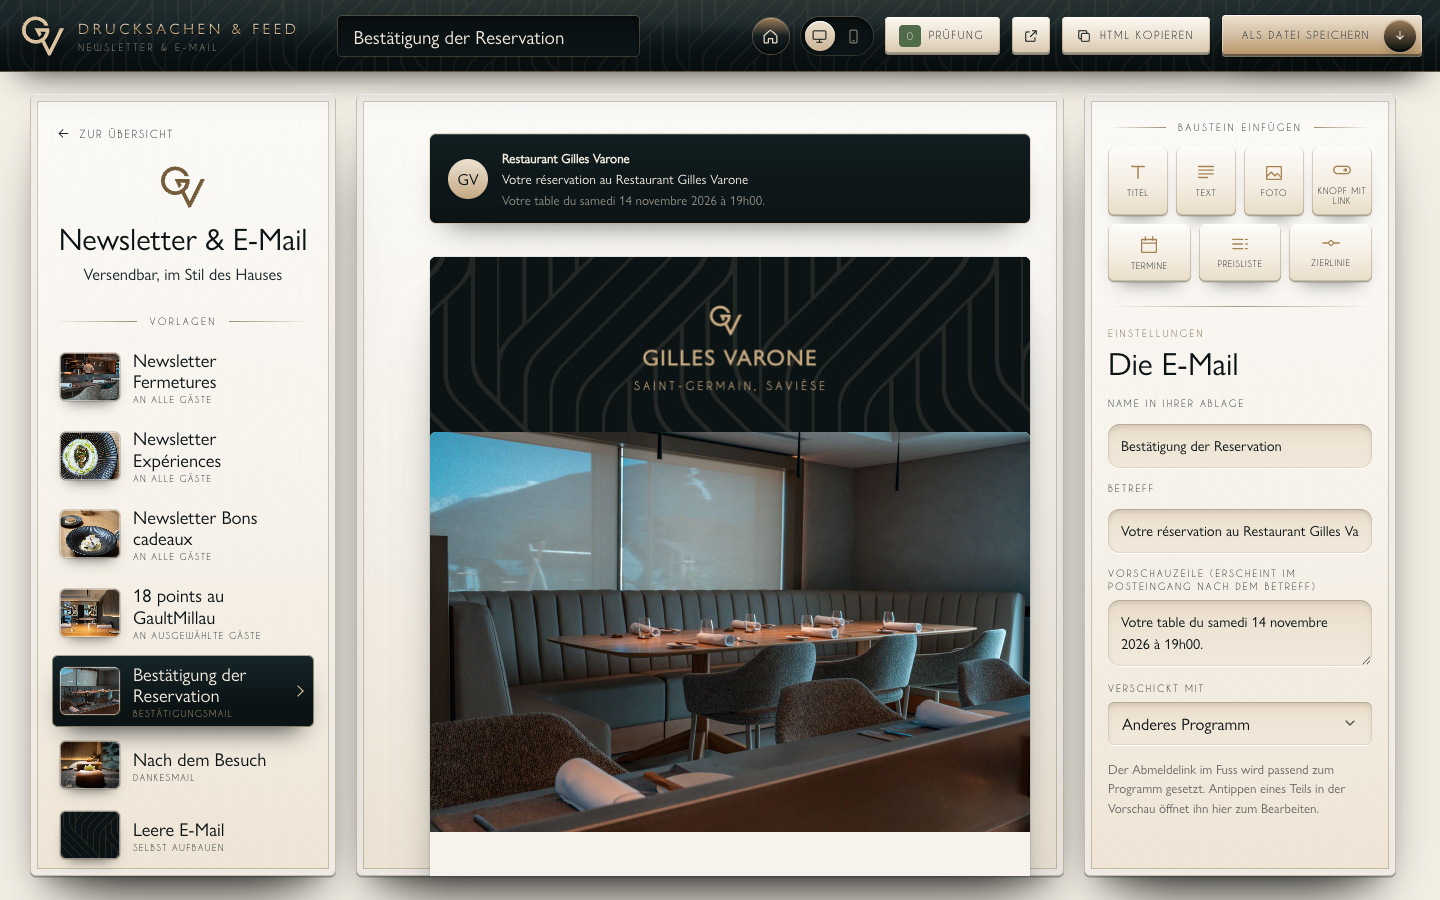 GV DRUCKSACHEN & FEED
NEWSLETTER & E-MAIL
Bestätigung der Reservation
0 PRÜFUNG
HTML KOPIEREN
ALS DATEI SPEICHERN
ZUR ÜBERSICHT
GV
Newsletter & E-Mail
Versendbar, im Stil des Hauses
VORLAGEN
Newsletter
Fermetures
AN ALLE GÄSTE
Newsletter
Expériences
AN ALLE GÄSTE
Newsletter Bons
cadeaux
AN ALLE GÄSTE
18 points au
GaultMillau
AN AUSGEWÄHLTE GÄSTE
Bestätigung der
Reservation
BESTÄTIGUNGSMAIL
Nach dem Besuch
DANKESMAIL
Leere E-Mail
SELBST AUFBAUEN
GV
Restaurant Gilles Varone
Votre réservation au Restaurant Gilles Varone
Votre table du samedi 14 novembre 2026 à 19h00.
GV
GILLES VARONE
SAINT-GERMAIN, SAVIÈSE
BAUSTEIN EINFÜGEN
TITEL
TEXT
FOTO
KNOPF MIT
LINK
TERMINE
PREISLISTE
ZIERLINIE
EINSTELLUNGEN
Die E-Mail
NAME IN IHRER ABLAGE
Bestätigung der Reservation
BETREFF
Votre réservation au Restaurant Gilles Va
VORSCHAUZEILE (ERSCHEINT IM
POSTEINGANG NACH DEM BETREFF)
Votre table du samedi 14 novembre
2026 à 19h00.
VERSCHICKT MIT
Anderes Programm
Der Abmeldelink im Fuss wird passend zum
Programm gesetzt. Antippen eines Teils in der
Vorschau öffnet ihn hier zum Bearbeiten.